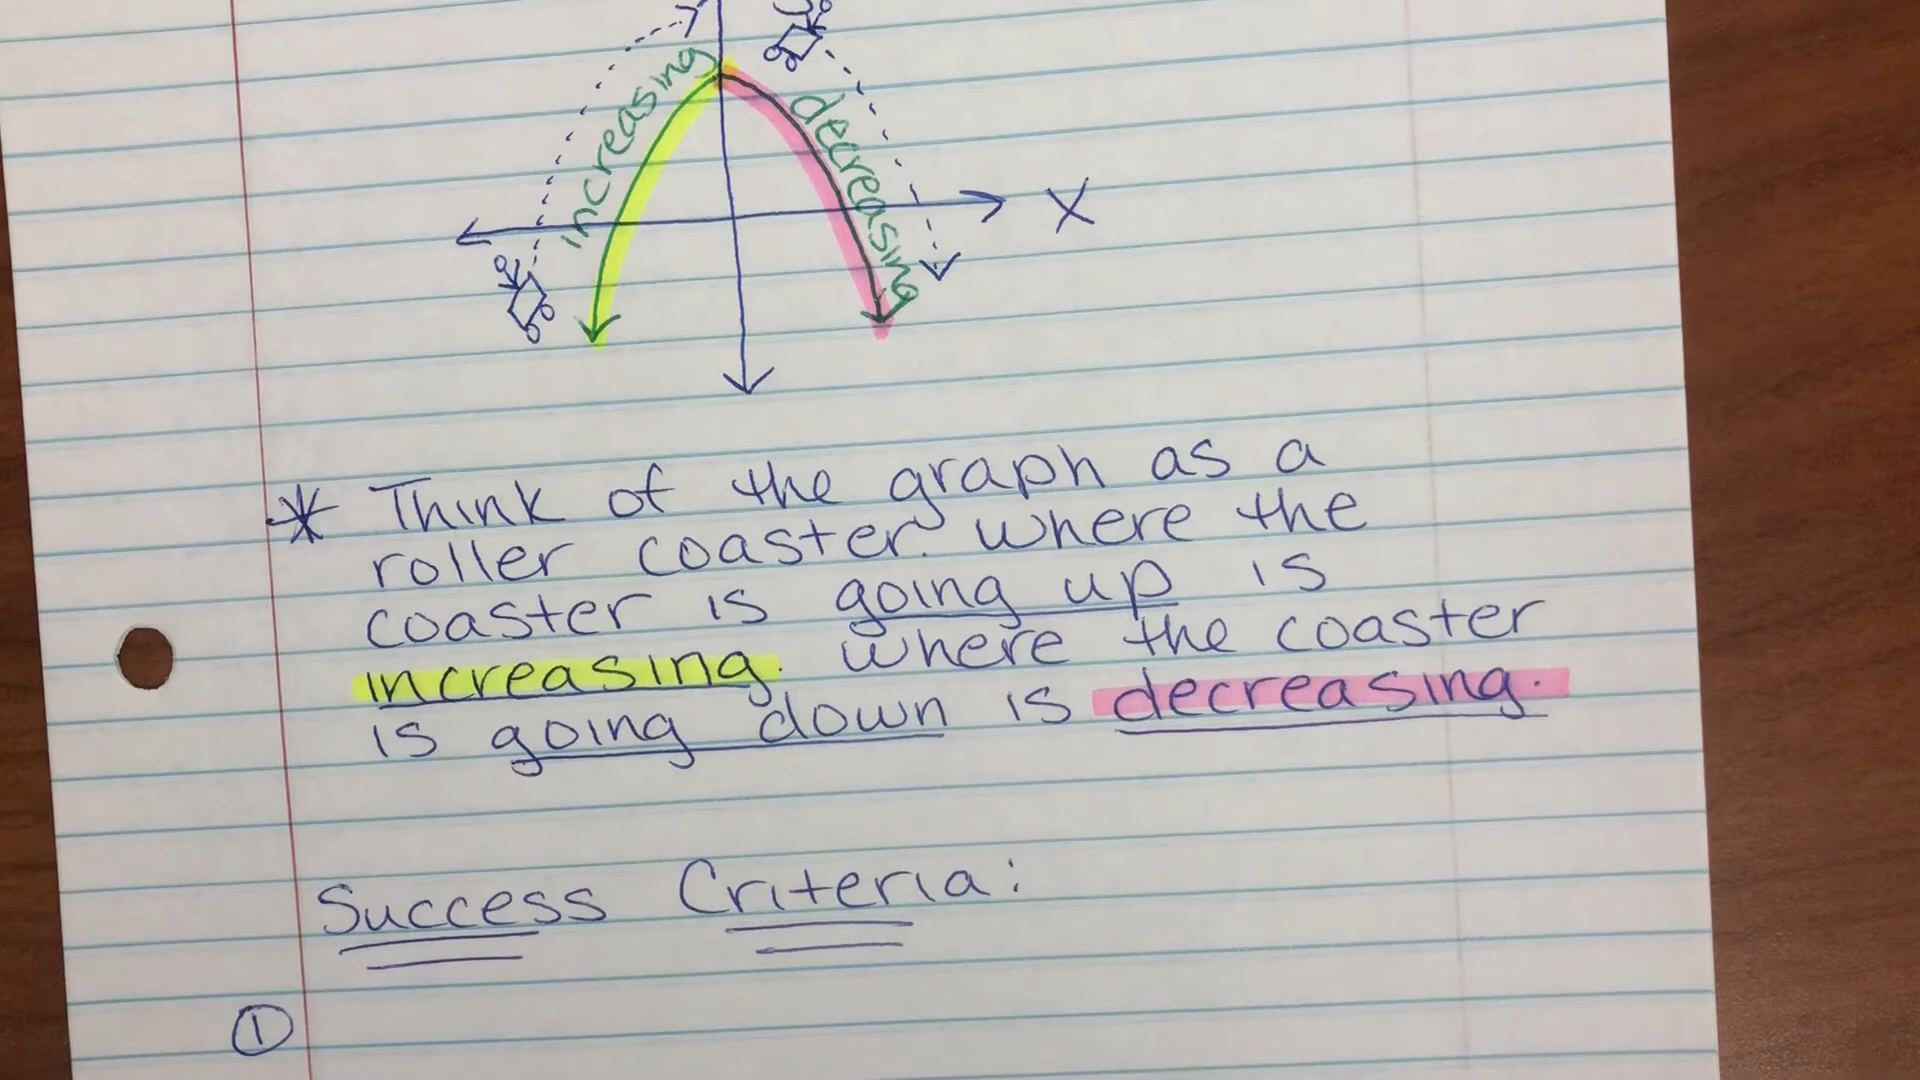 increasing
decreasing
X
* Think of the graph as a
roller coaster. where the
coaster is going up is
increasing. where the coaster
is going down is decreasing.
Success Criteria:
①